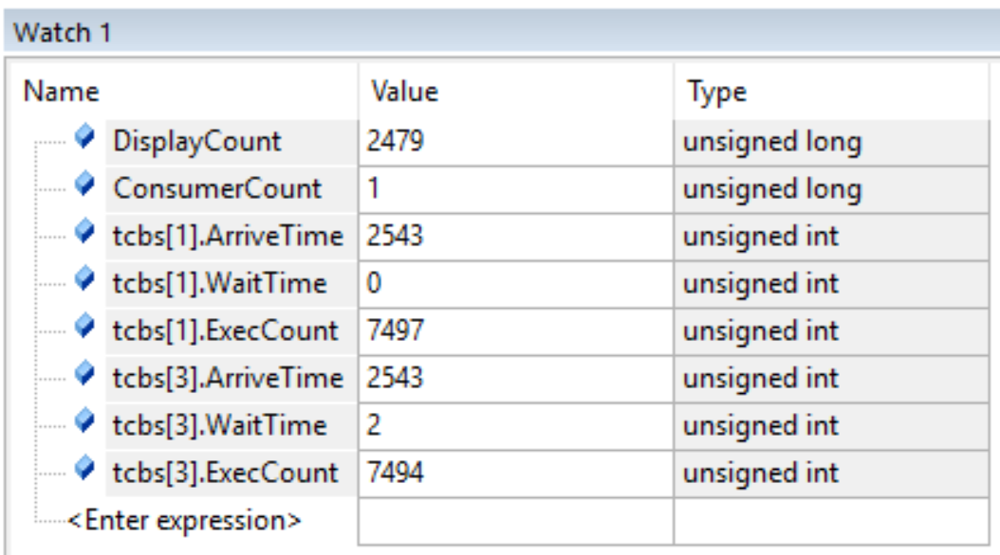 Watch 1
Name Value Type
DisplayCount 2479 unsigned long
ConsumerCount 1 unsigned long
tcbs[1].ArriveTime 2543 unsigned int
tcbs[1].WaitTime 0 unsigned int
tcbs[1].ExecCount 7497 unsigned int
tcbs[3].ArriveTime 2543 unsigned int
tcbs[3].WaitTime 2 unsigned int
tcbs[3].ExecCount 7494 unsigned int
<Enter expression>